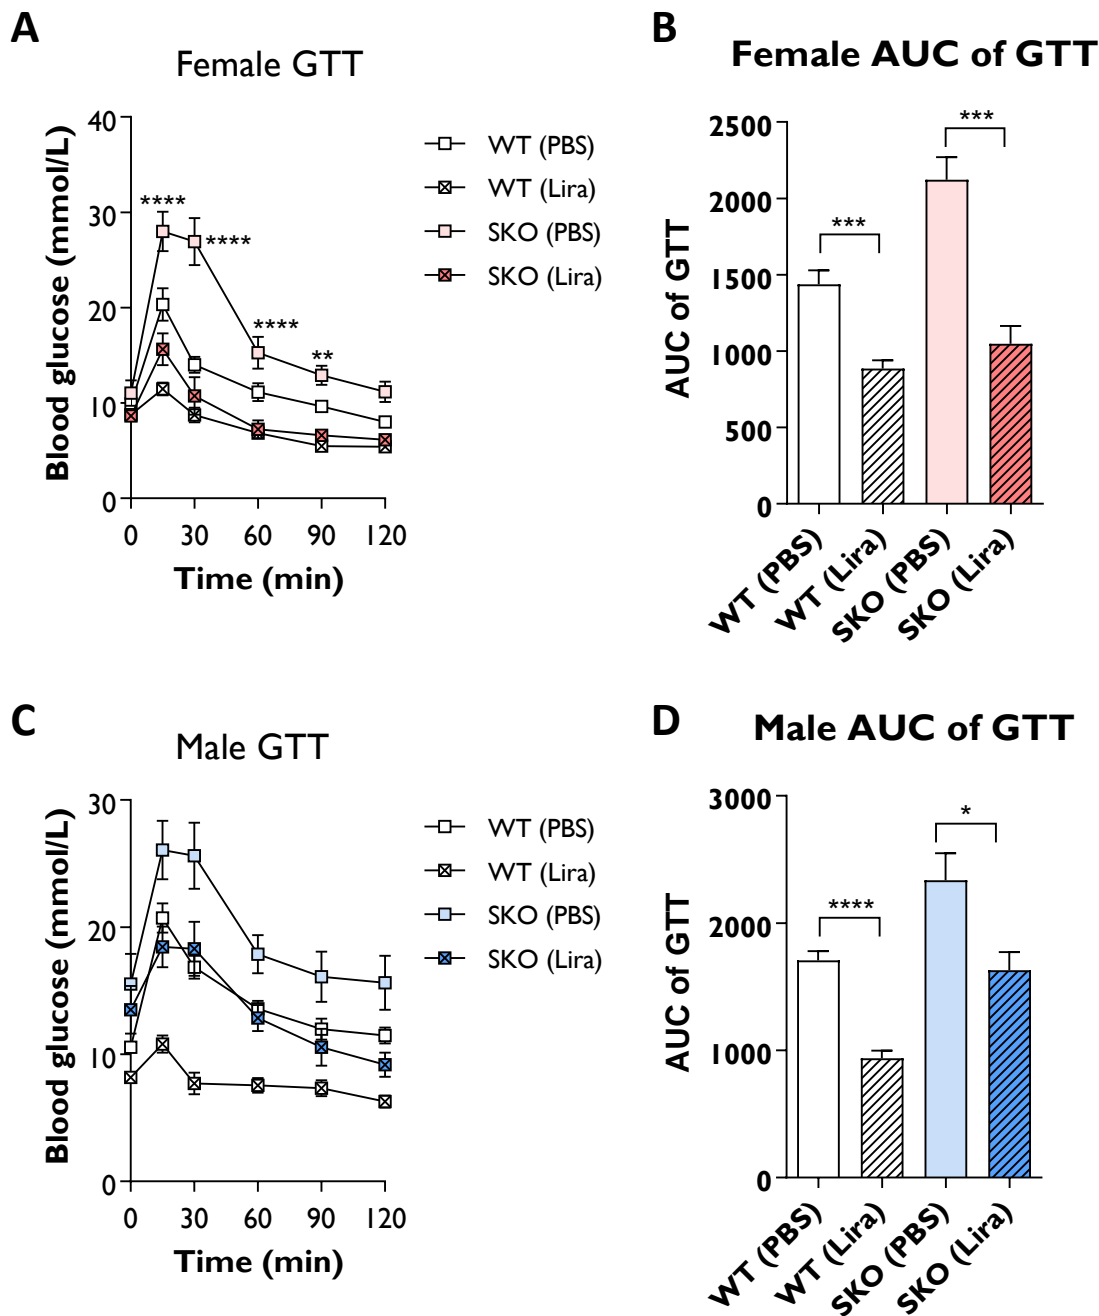 A
Female GTT
Blood glucose (mmol/L)
40
30
20
10
0
****
****
****
**
0 30 60 90 120
Time (min)
WT (PBS)
WT (Lira)
SKO (PBS)
SKO (Lira)
B
Female AUC of GTT
AUC of GTT
2500
2000
1500
1000
500
0
***
***
WT (PBS)
WT (Lira)
SKO (PBS)
SKO (Lira)
C
Male GTT
Blood glucose (mmol/L)
30
20
10
0
0 30 60 90 120
Time (min)
WT (PBS)
WT (Lira)
SKO (PBS)
SKO (Lira)
D
Male AUC of GTT
AUC of GTT
3000
2000
1000
0
****
*
WT (PBS)
WT (Lira)
SKO (PBS)
SKO (Lira)